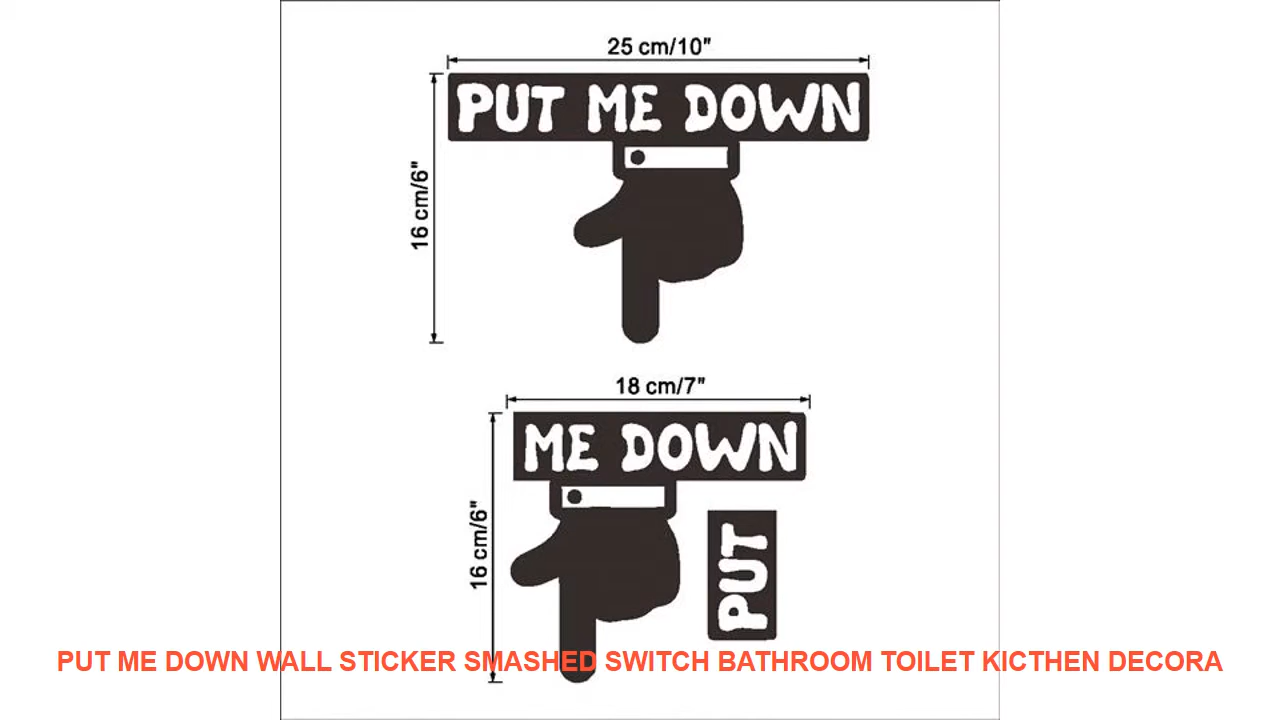 25 cm/10"
PUT ME DOWN
16 cm/6"
18 cm/7"
ME DOWN
16 cm/6"
PUT
PUT ME DOWN WALL STICKER SMASHED SWITCH BATHROOM TOILET KICTHEN DECORA